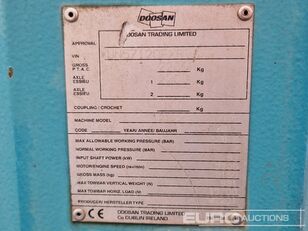 DOOSAN
DOOSAN TRADING LIMITED
APPROVAL
VIN
GROSS
P.T.A.C. Kg
AXLE
ESSIEU 1 Kg
AXLE
ESSIEU 2 Kg
COUPLING / CROCHET Kg
MACHINE MODEL
CODE YEAR/ ANNEE/ BAUJAHR
MAX ALLOWABLE WORKING PRESSURE (BAR)
NORMAL WORKING PRESSURE (BAR)
INPUT SHAFT POWER (kW)
MOTOR/ENGINE SPEED (rev/min)
GROSS MASS (kg)
MAX TOWBAR VERTICAL WEIGHT (N)
MAX TOWBAR HORIZ. LOAD (N)
PRODUCER/ HERSTELLER TYPE
CE DOOSAN TRADING LIMITED
Co DUBLIN IRELAND
EURO AUCTIONS